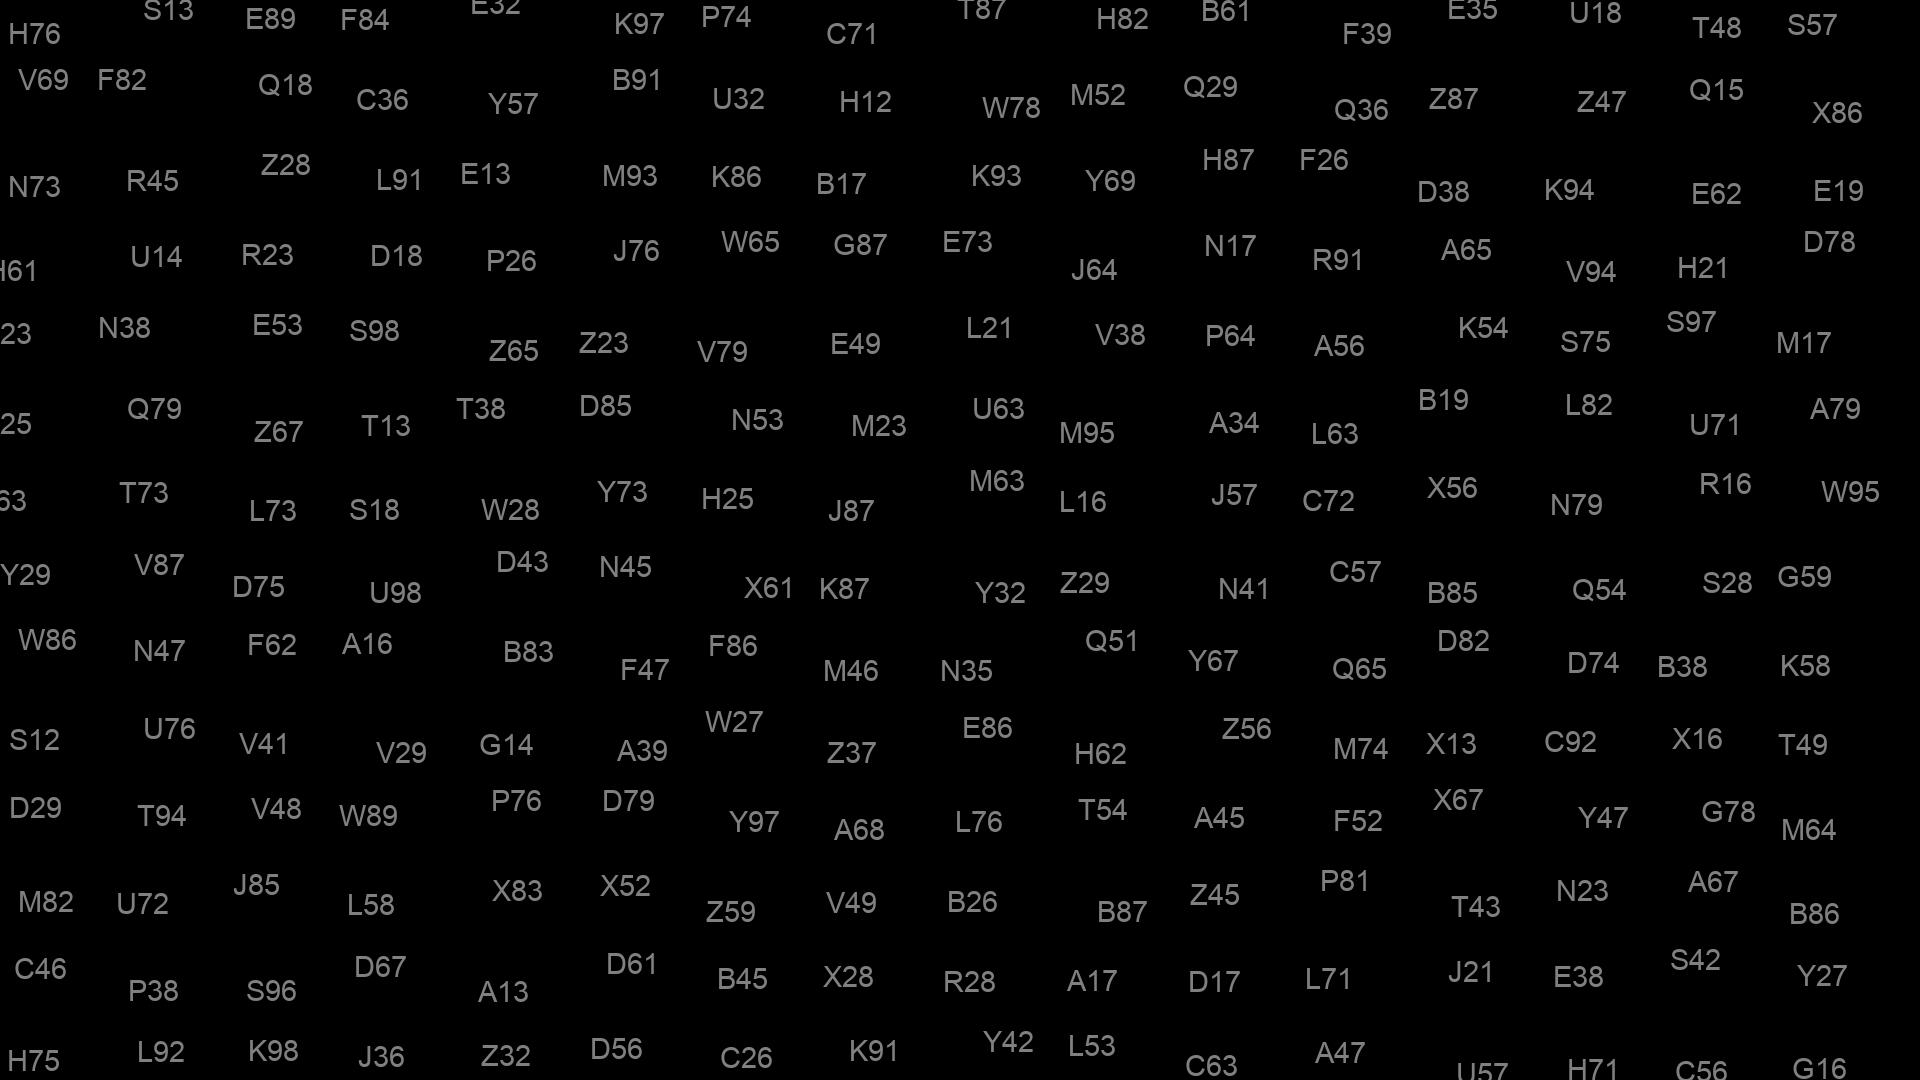 H76 S13 E89 F84 E32 K97 P74 C71 T87 H82 B61 F39 E35 U18 T48 S57
V69 F82 Q18 C36 Y57 B91 U32 H12 W78 M52 Q29 Q36 Z87 Z47 Q15 X86
N73 R45 Z28 L91 E13 M93 K86 B17 K93 Y69 H87 F26 D38 K94 E62 E19
H61 U14 R23 D18 P26 J76 W65 G87 E73 J64 N17 R91 A65 V94 H21 D78
23 N38 E53 S98 Z65 Z23 V79 E49 L21 V38 P64 A56 K54 S75 S97 M17
25 Q79 Z67 T13 T38 D85 N53 M23 U63 M95 A34 L63 B19 L82 U71 A79
63 T73 L73 S18 W28 Y73 H25 J87 M63 L16 J57 C72 X56 N79 R16 W95
Y29 V87 D75 U98 D43 N45 X61 K87 Y32 Z29 N41 C57 B85 Q54 S28 G59
W86 N47 F62 A16 B83 F47 F86 M46 N35 Q51 Y67 Q65 D82 D74 B38 K58
S12 U76 V41 V29 G14 A39 W27 Z37 E86 H62 Z56 M74 X13 C92 X16 T49
D29 T94 V48 W89 P76 D79 Y97 A68 L76 T54 A45 F52 X67 Y47 G78 M64
M82 U72 J85 L58 X83 X52 Z59 V49 B26 B87 Z45 P81 T43 N23 A67 B86
C46 P38 S96 D67 A13 D61 B45 X28 R28 A17 D17 L71 J21 E38 S42 Y27
H75 L92 K98 J36 Z32 D56 C26 K91 Y42 L53 C63 A47 U57 H71 C56 G16